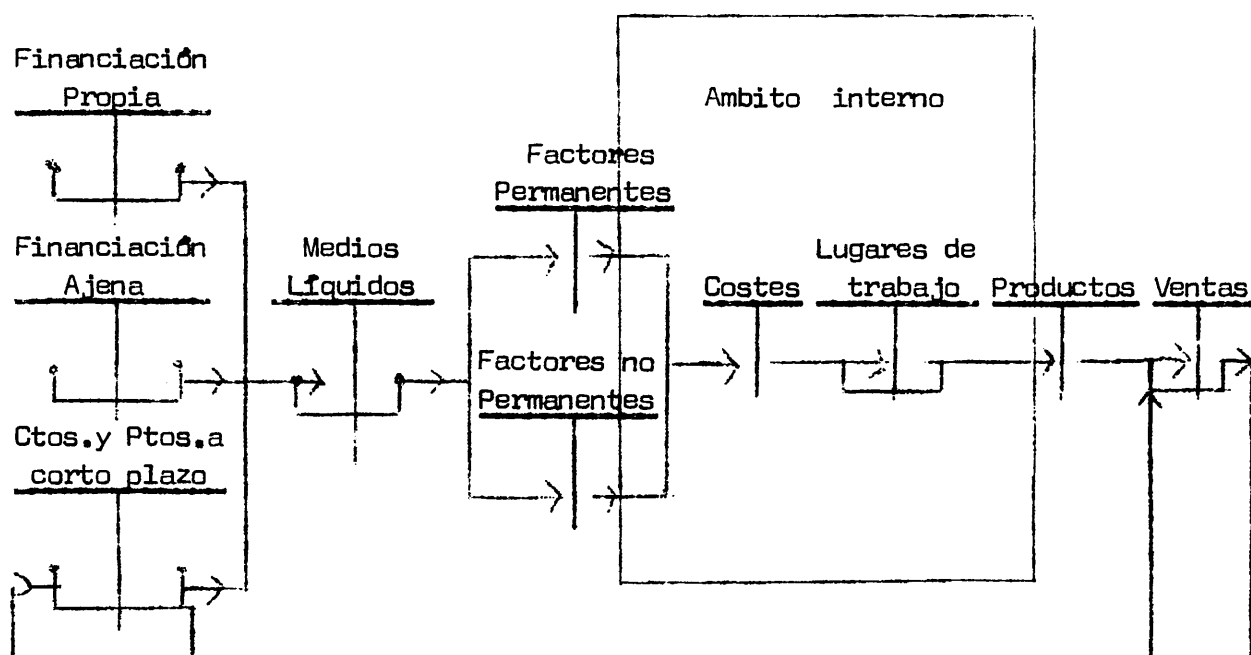 Financiación
Propia
Ambito interno
Factores
Permanentes
Financiación
Ajena
Medios
Líquidos
Lugares de
trabajo
Costes
Productos
Ventas
Factores no
Permanentes
Ctos.y Ptos.a
corto plazo